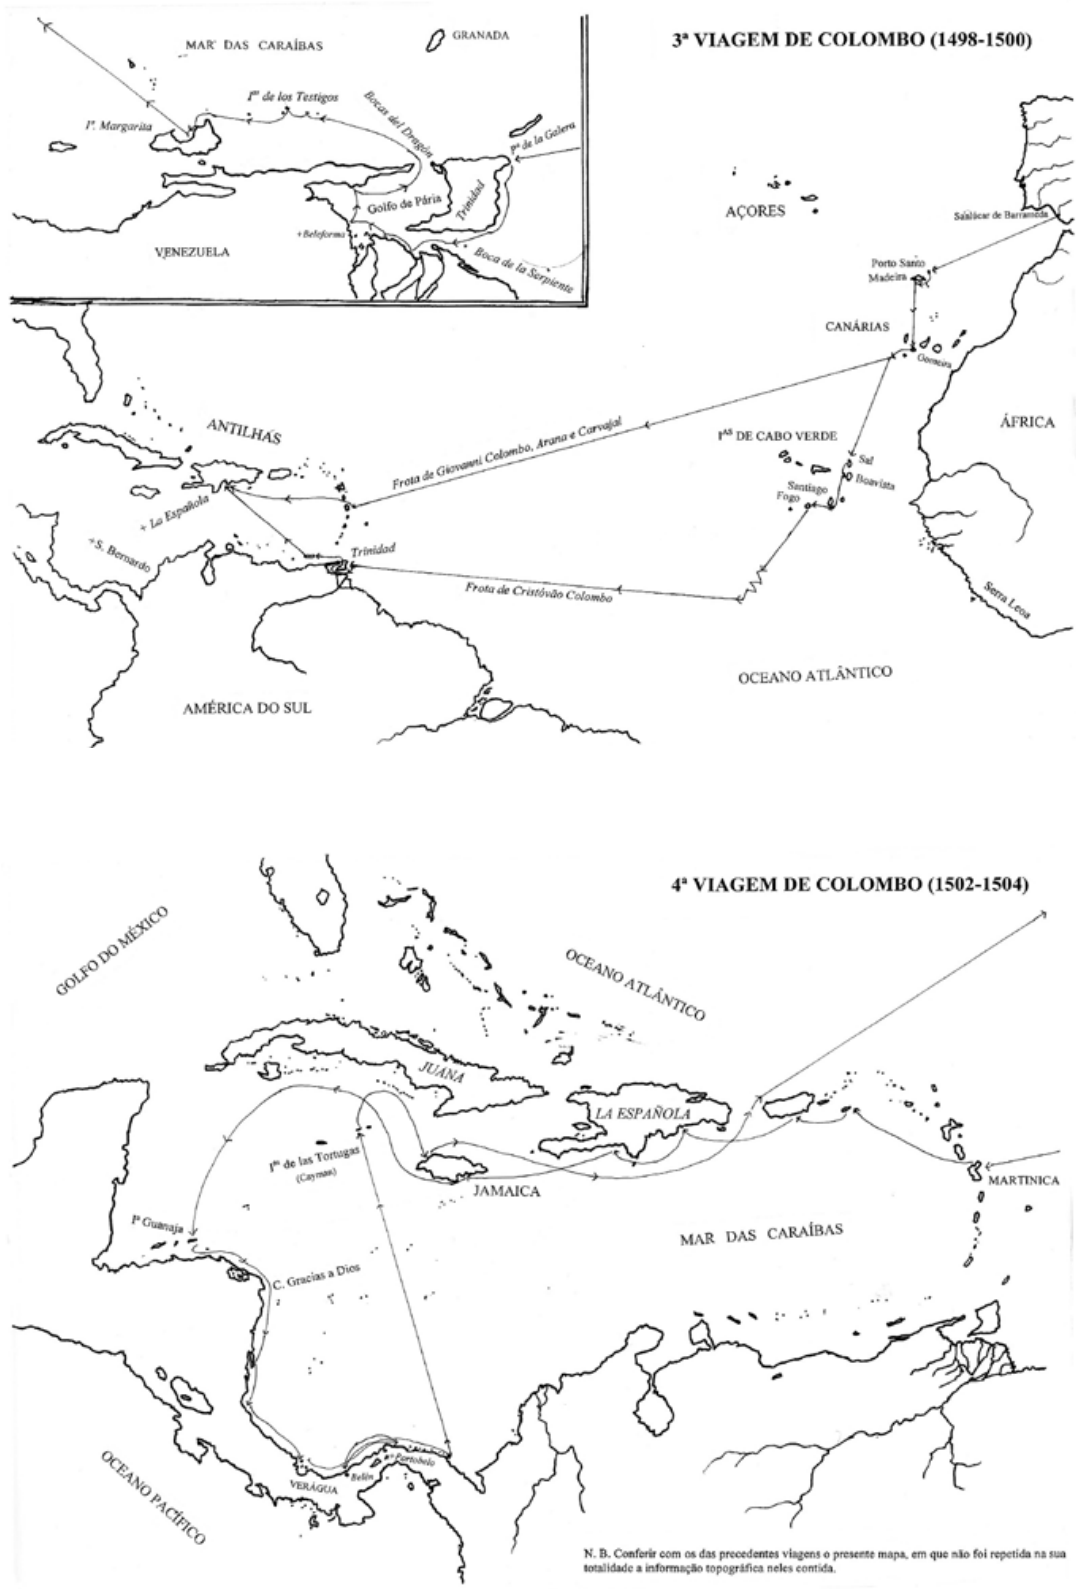 3ª VIAGEM DE COLOMBO (1498-1500)
MAR DAS CARAÍBAS
GRANADA
Iªs de los Testigos
Bocas del Dragón
Iª. Margarita
Pª de la Galera
Golfo de Pária
Trinidad
+ Beleforma
VENEZUELA
Boca de la Serpiente
AÇORES
Sanlúcar de Barrameda
Porto Santo
Madeira
CANÁRIAS
Gomeira
ÁFRICA
ANTILHAS
Frota de Giovanni Colombo, Arana e Carvajal
Iᴬˢ DE CABO VERDE
Sal
Boavista
Santiago
Fogo
+ La Española
+ S. Bernardo
Trinidad
Frota de Cristóvão Colombo
Serra Leoa
OCEANO ATLÂNTICO
AMÉRICA DO SUL
4ª VIAGEM DE COLOMBO (1502-1504)
GOLFO DO MÉXICO
OCEANO ATLÂNTICO
JUANA
LA ESPAÑOLA
Iªs de las Tortugas
(Cayman)
JAMAICA
MARTINICA
Iª Guanaja
MAR DAS CARAÍBAS
C. Gracias a Dios
+ Portobelo
Belén
VERÁGUA
OCEANO PACÍFICO
N. B. Conferir com os das precedentes viagens o presente mapa, em que não foi repetida na sua
totalidade a informação topográfica neles contida.